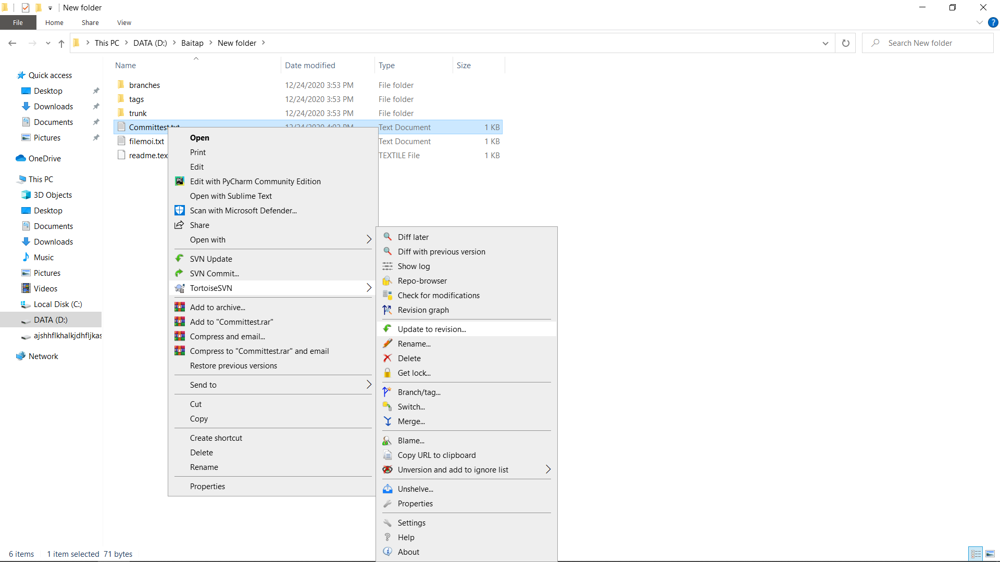 New folder
File Home Share View
This PC DATA (D:) Baitap New folder
Search New folder
Name Date modified Type Size
Quick access
Desktop
Downloads
Documents
Pictures
OneDrive
This PC
3D Objects
Desktop
Documents
Downloads
Music
Pictures
Videos
Local Disk (C:)
DATA (D:)
ajshhflkhalkjdhfljkas
Network
branches 12/24/2020 3:53 PM File folder
tags 12/24/2020 3:53 PM File folder
trunk 12/24/2020 3:53 PM File folder
Committest.txt 12/24/2020 4:02 PM Text Document 1 KB
filemoi.txt Text Document 1 KB
readme.tex TEXTILE File 1 KB
Open
Print
Edit
PC
Edit with PyCharm Community Edition
Open with Sublime Text
Scan with Microsoft Defender...
Share
Open with
SVN Update
SVN Commit...
TortoiseSVN
Add to archive...
Add to "Committest.rar"
Compress and email...
Compress to "Committest.rar" and email
Restore previous versions
Send to
Cut
Copy
Create shortcut
Delete
Rename
Properties
Diff later
Diff with previous version
Show log
Repo-browser
Check for modifications
Revision graph
Update to revision...
Rename...
Delete
Get lock...
Branch/tag...
Switch...
Merge...
Blame...
Copy URL to clipboard
Unversion and add to ignore list
Unshelve...
Properties
Settings
Help
About
6 items 1 item selected 71 bytes